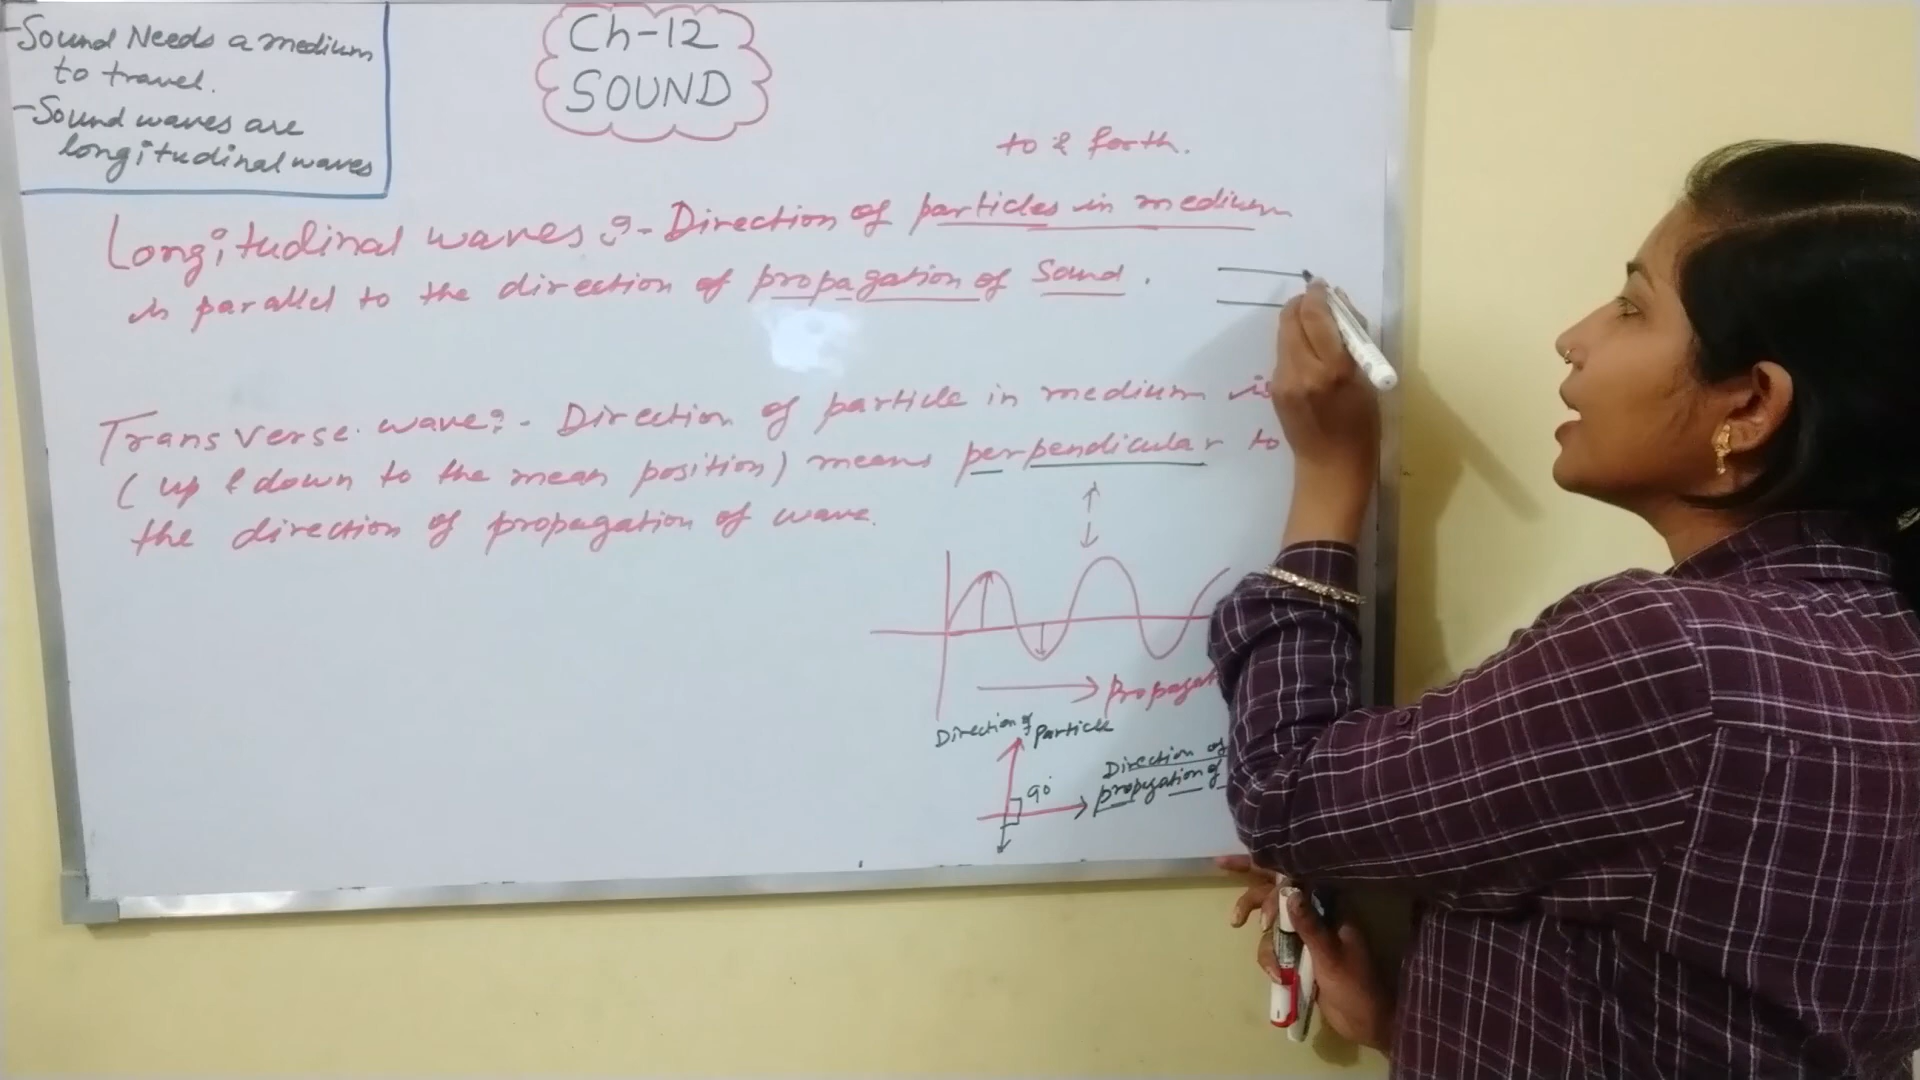 -Sound Needs a medium
to travel.
-Sound waves are
longitudinal waves
Ch-12
SOUND
to & forth.
Longitudinal waves :- Direction of particles in medium
is parallel to the direction of propagation of Sound.
Transverse wave :- Direction of particle in medium is
(up & down to the mean position) means perpendicular to
the direction of propagation of wave.
Direction of Particle
90°
Direction of
propagation of